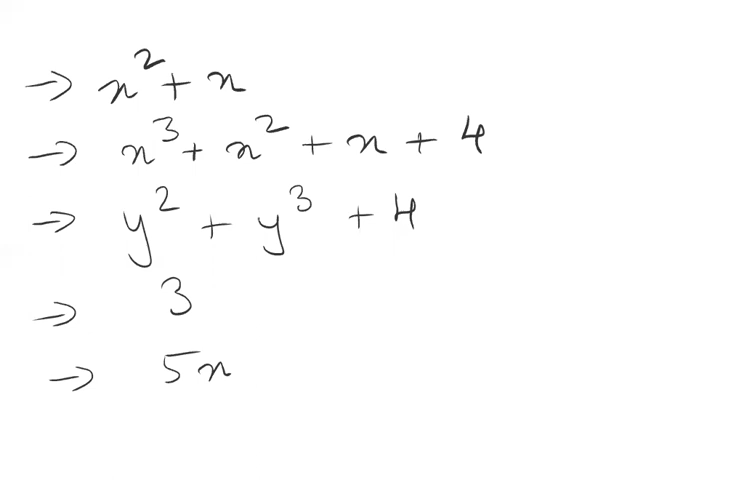 → x² + x
→ x³ + x² + x + 4
→ y² + y³ + 4
→ 3
→ 5x